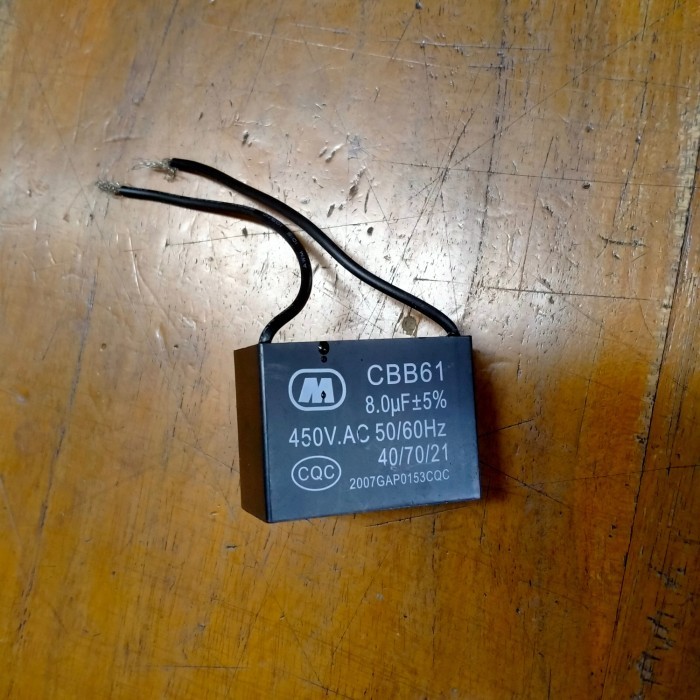 M
CBB61
8.0µF±5%
450V.AC 50/60Hz
40/70/21
CQC
2007GAP0153CQC